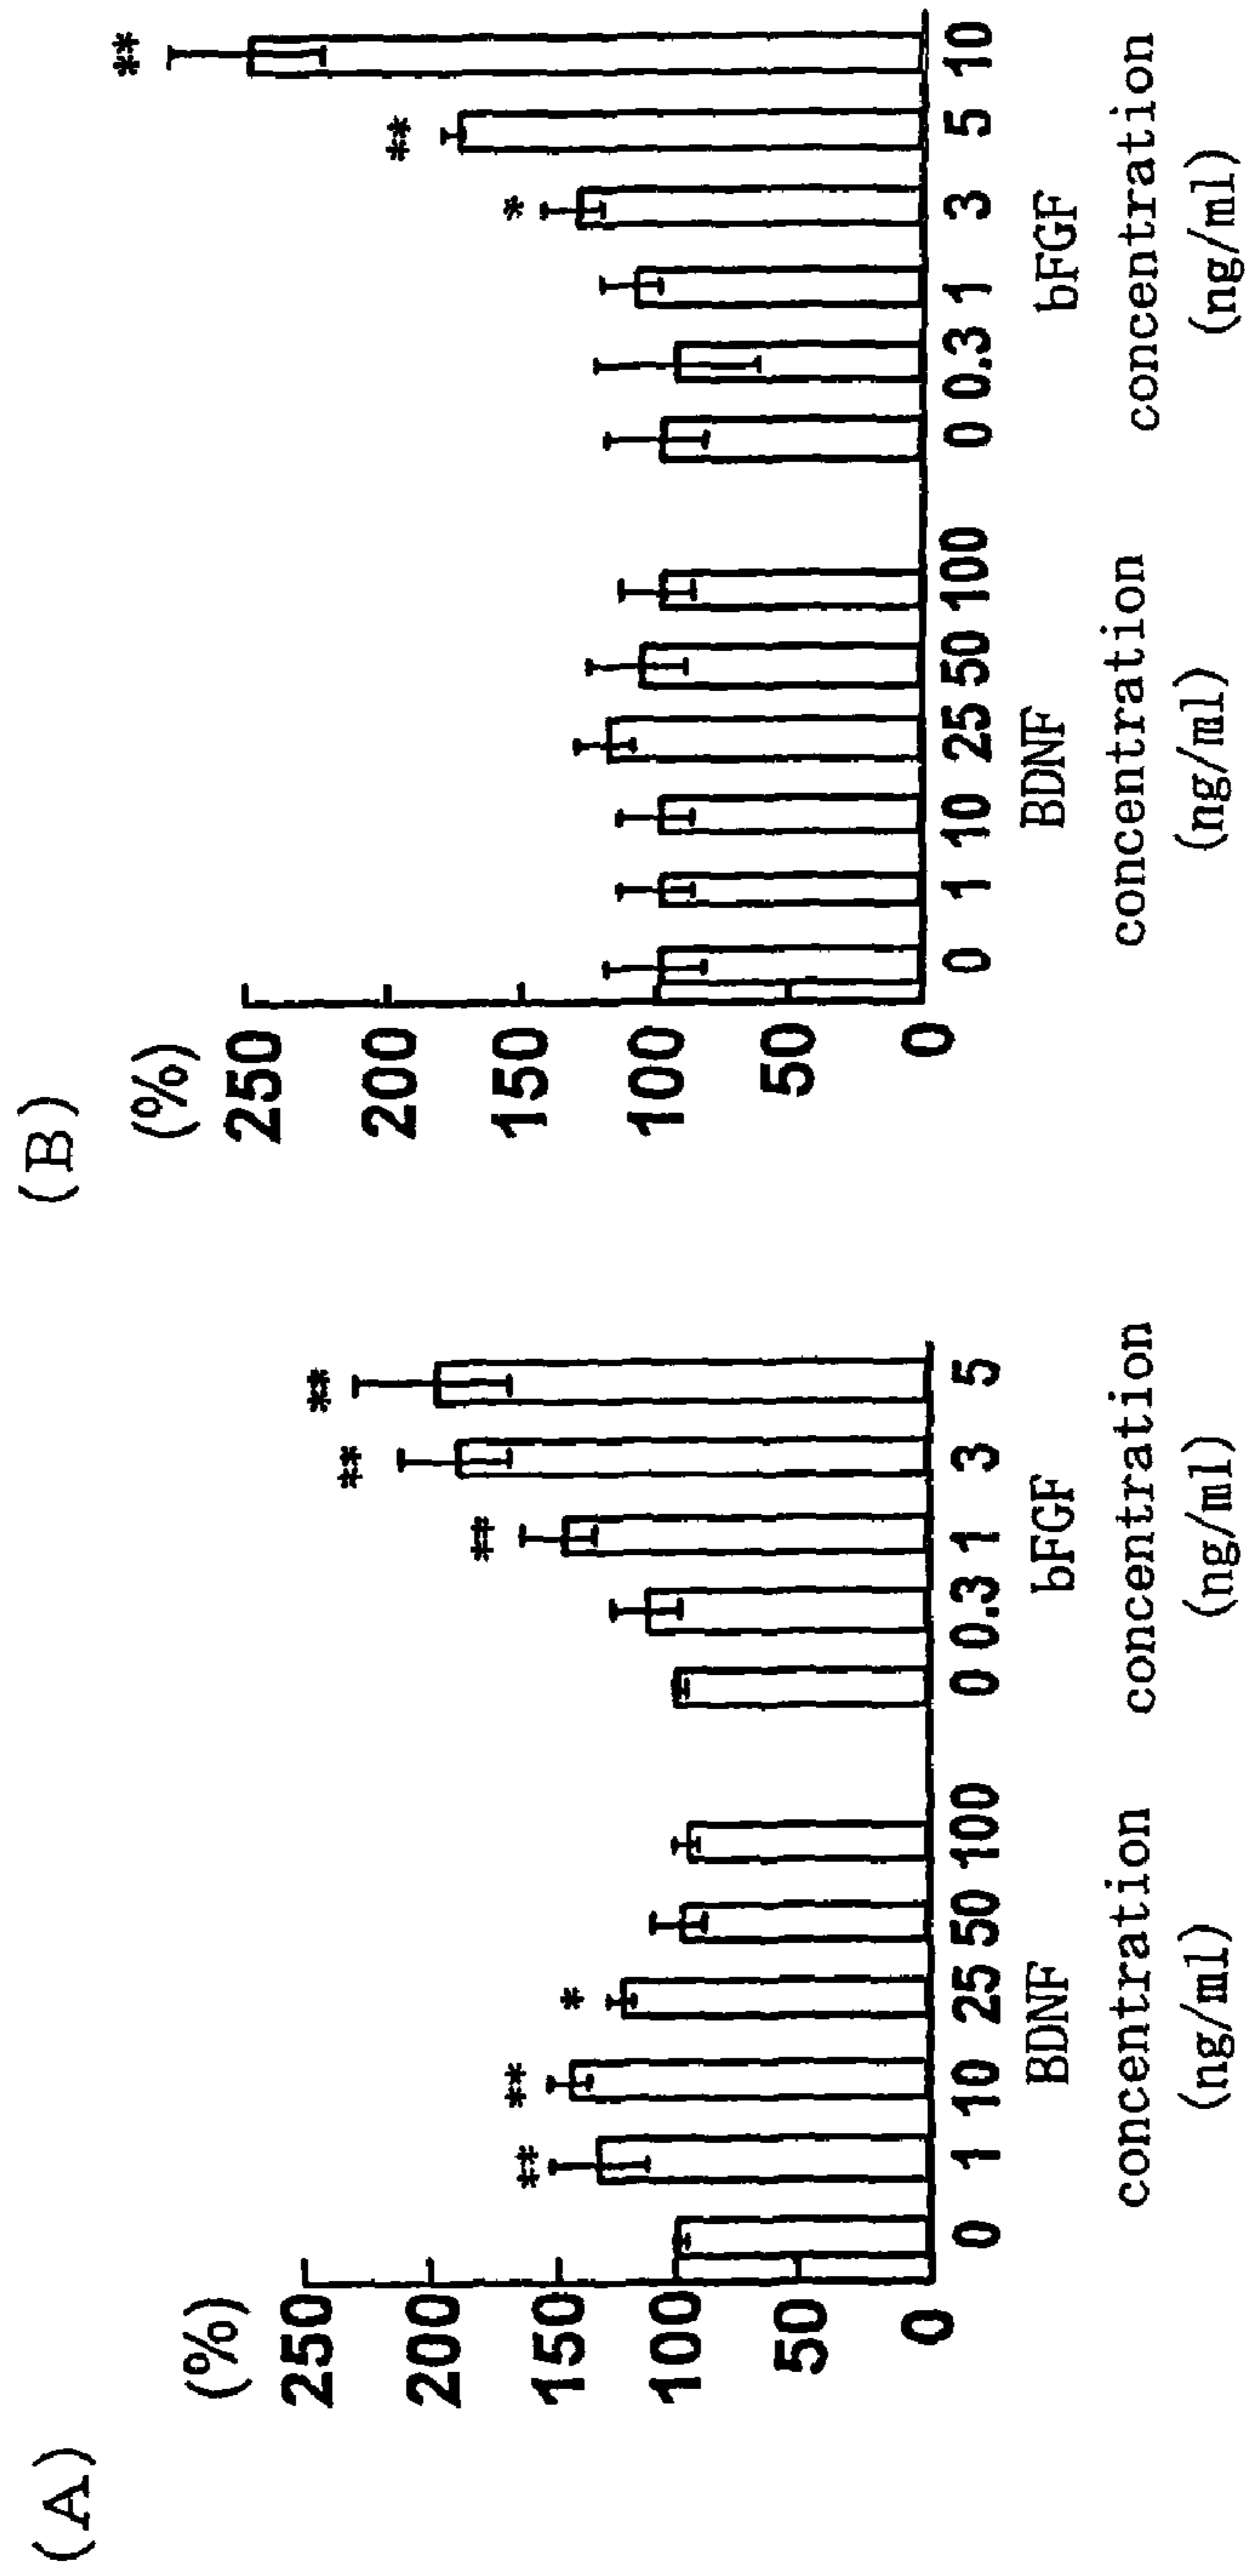 (A)
(%)
250
200
150
100
50
0
** ** * ** ** **
0 1 10 25 50 100 0 0.3 1 3 5
BDNF bFGF
concentration concentration
(ng/ml) (ng/ml)
(B)
(%)
250
200
150
100
50
0
* ** **
0 1 10 25 50 100 0 0.3 1 3 5 10
BDNF bFGF
concentration concentration
(ng/ml) (ng/ml)